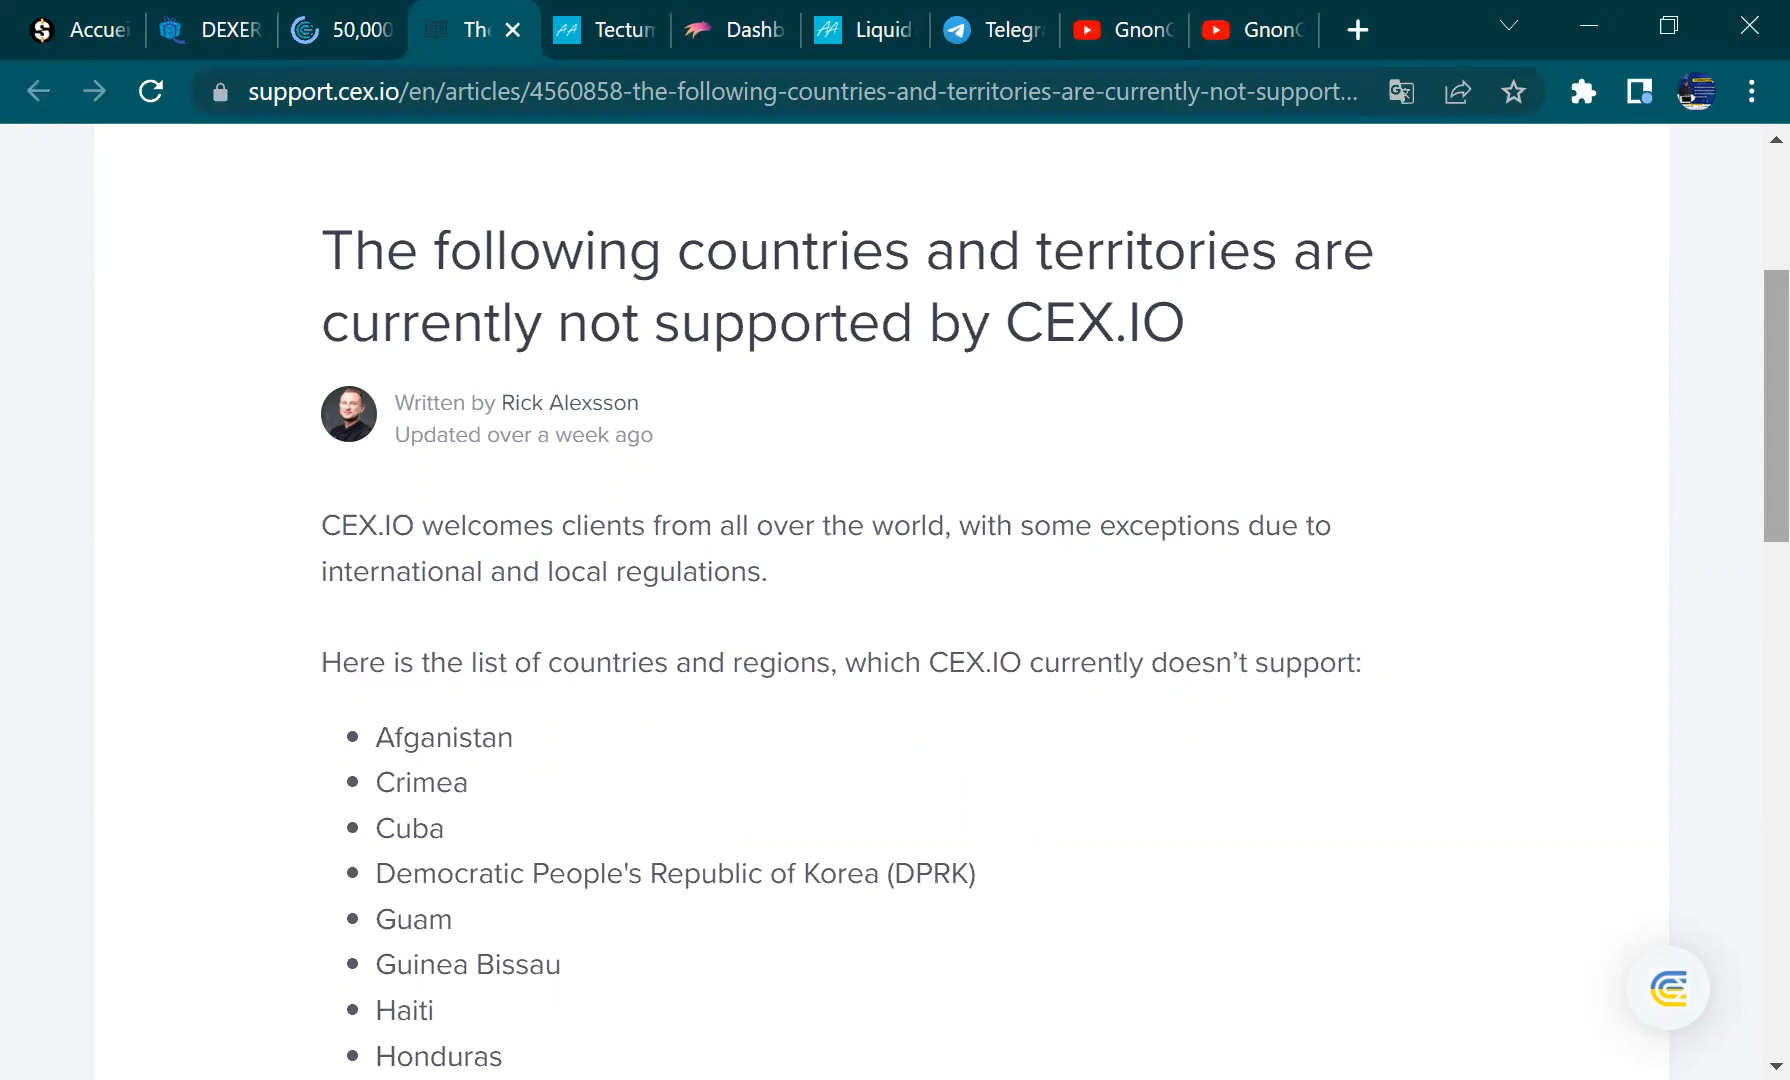 Accuei
DEXER
50,000
Th
Tectum
Dashb
Liquid
Telegra
GnonG
GnonG
support.cex.io/en/articles/4560858-the-following-countries-and-territories-are-currently-not-support...
The following countries and territories are
currently not supported by CEX.IO
Written by Rick Alexsson
Updated over a week ago
CEX.IO welcomes clients from all over the world, with some exceptions due to
international and local regulations.
Here is the list of countries and regions, which CEX.IO currently doesn’t support:
• Afganistan
• Crimea
• Cuba
• Democratic People's Republic of Korea (DPRK)
• Guam
• Guinea Bissau
• Haiti
• Honduras